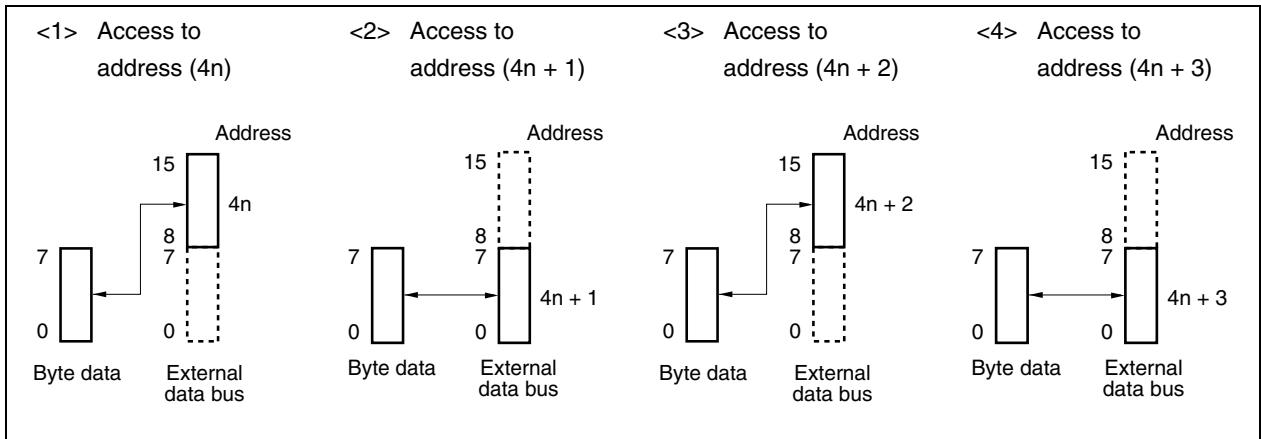 <1> Access to
address (4n)
Address
15
4n
8
7
7
0
0
Byte data
External
data bus
<2> Access to
address (4n + 1)
Address
15
8
7
7
4n + 1
0
0
Byte data
External
data bus
<3> Access to
address (4n + 2)
Address
15
4n + 2
8
7
7
0
0
Byte data
External
data bus
<4> Access to
address (4n + 3)
Address
15
8
7
7
4n + 3
0
0
Byte data
External
data bus